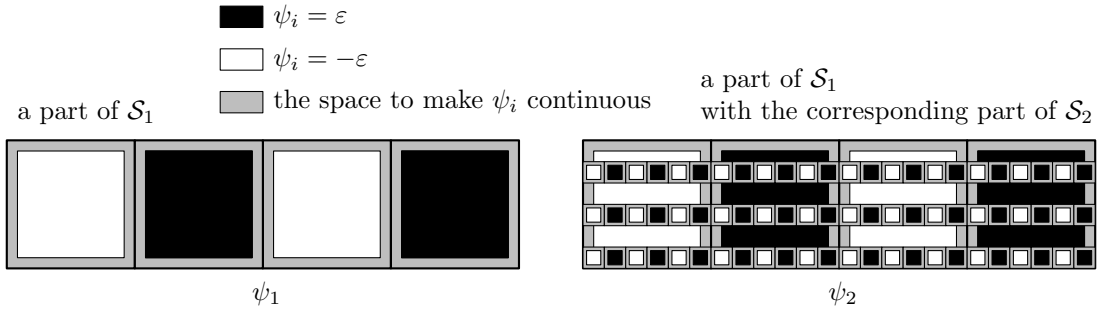 ψ_i = ε
ψ_i = −ε
the space to make ψ_i continuous
a part of 𝒮_1
a part of 𝒮_1
with the corresponding part of 𝒮_2
ψ_1
ψ_2